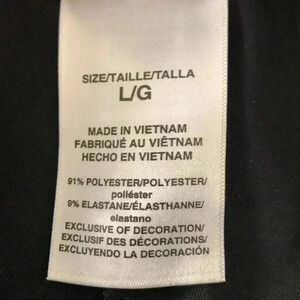 SIZE/TAILLE/TALLA
L/G
MADE IN VIETNAM
FABRIQUÉ AU VIÊTNAM
HECHO EN VIETNAM
91% POLYESTER/POLYESTER/
poliéster
9% ELASTANE/ÉLASTHANNE/
elastano
EXCLUSIVE OF DECORATION/
EXCLUSIF DES DÉCORATIONS/
EXCLUYENDO LA DECORACIÓN